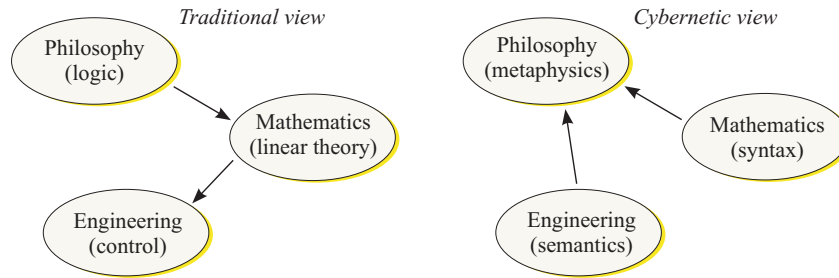 Traditional view
Philosophy
(logic)
Mathematics
(linear theory)
Engineering
(control)
Cybernetic view
Philosophy
(metaphysics)
Mathematics
(syntax)
Engineering
(semantics)